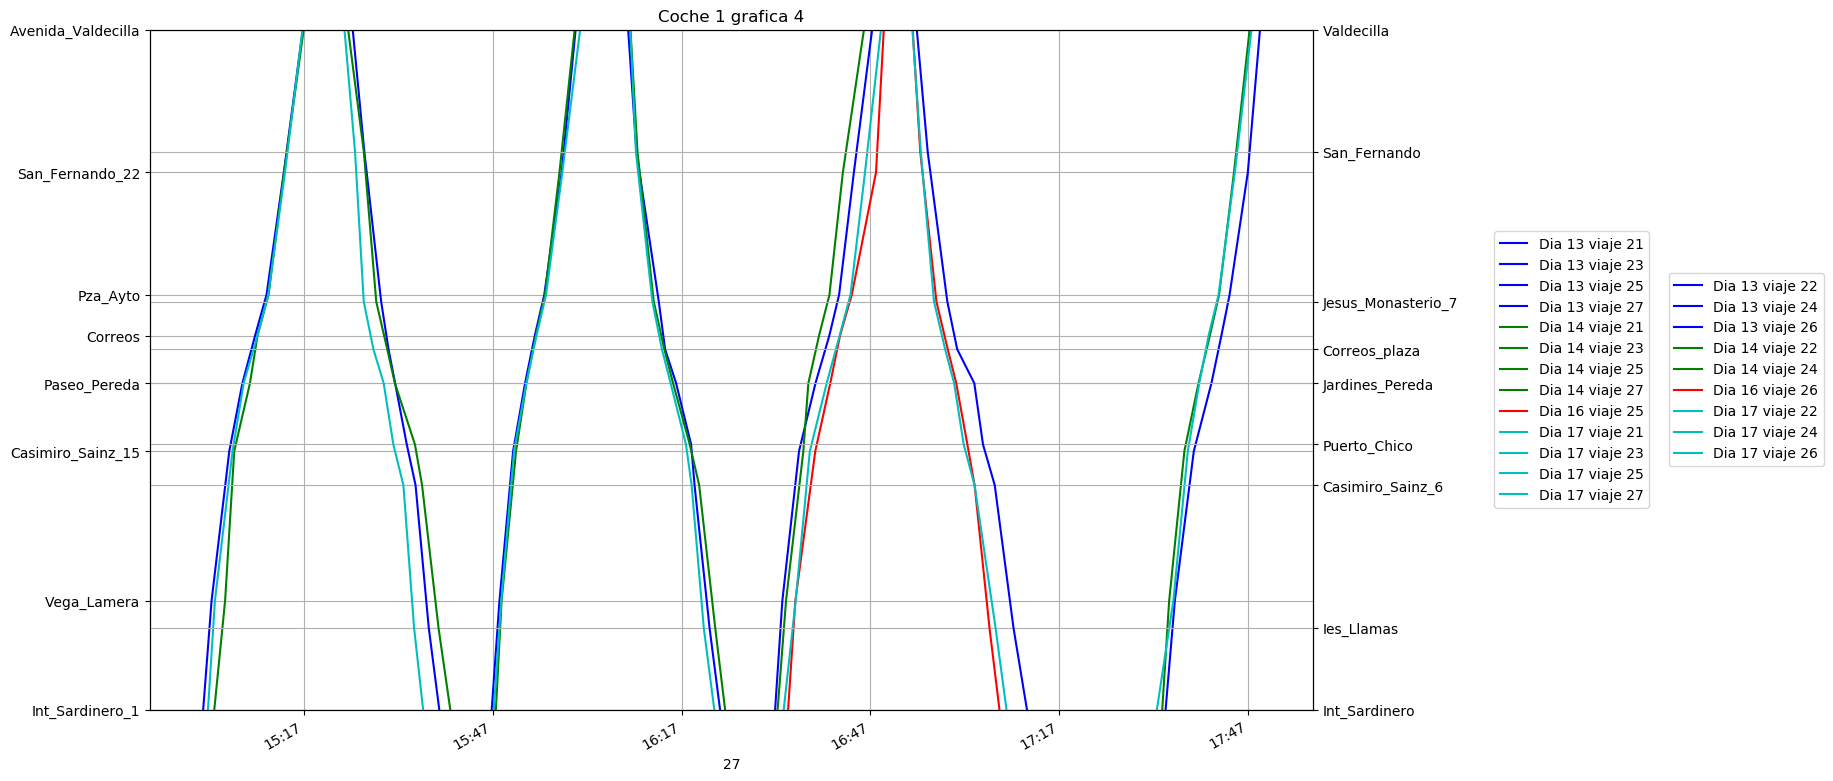 Coche 1 grafica 4
Avenida_Valdecilla
San_Fernando_22
Pza_Ayto
Correos
Paseo_Pereda
Casimiro_Sainz_15
Vega_Lamera
Int_Sardinero_1
Valdecilla
San_Fernando
Jesus_Monasterio_7
Correos_plaza
Jardines_Pereda
Puerto_Chico
Casimiro_Sainz_6
Ies_Llamas
Int_Sardinero
15:17
15:47
16:17
16:47
17:17
17:47
27
Dia 13 viaje 21
Dia 13 viaje 23
Dia 13 viaje 25
Dia 13 viaje 27
Dia 14 viaje 21
Dia 14 viaje 23
Dia 14 viaje 25
Dia 14 viaje 27
Dia 16 viaje 25
Dia 17 viaje 21
Dia 17 viaje 23
Dia 17 viaje 25
Dia 17 viaje 27
Dia 13 viaje 22
Dia 13 viaje 24
Dia 13 viaje 26
Dia 14 viaje 22
Dia 14 viaje 24
Dia 16 viaje 26
Dia 17 viaje 22
Dia 17 viaje 24
Dia 17 viaje 26